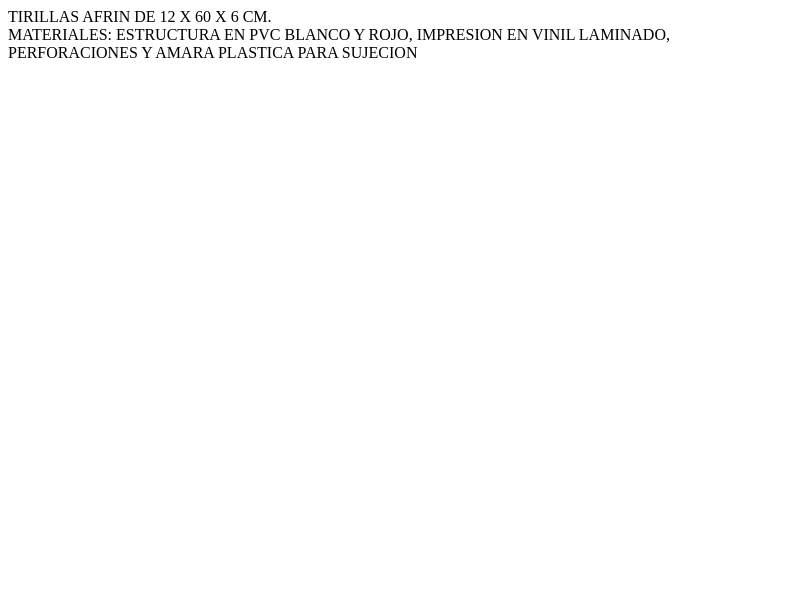 TIRILLAS AFRIN DE 12 X 60 X 6 CM.
MATERIALES: ESTRUCTURA EN PVC BLANCO Y ROJO, IMPRESION EN VINIL LAMINADO,
PERFORACIONES Y AMARA PLASTICA PARA SUJECION